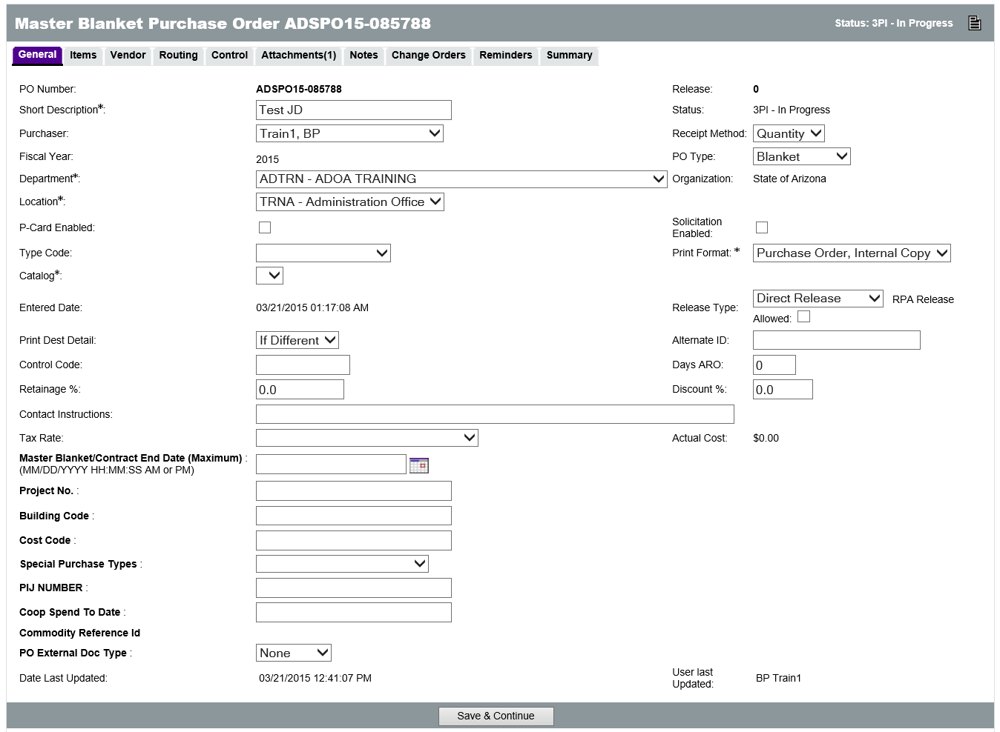 Master Blanket Purchase Order ADSPO15-085788 Status: 3PI - In Progress
General Items Vendor Routing Control Attachments(1) Notes Change Orders Reminders Summary
PO Number: ADSPO15-085788 Release: 0
Short Description*: Test JD Status: 3PI - In Progress
Purchaser: Train1, BP Receipt Method: Quantity
Fiscal Year: 2015 PO Type: Blanket
Department*: ADTRN - ADOA TRAINING Organization: State of Arizona
Location*: TRNA - Administration Office
P-Card Enabled: Solicitation
Enabled:
Type Code: Print Format: * Purchase Order, Internal Copy
Catalog*:
Entered Date: 03/21/2015 01:17:08 AM Release Type: Direct Release RPA Release
Allowed:
Print Dest Detail: If Different Alternate ID:
Control Code: Days ARO: 0
Retainage %: 0.0 Discount %: 0.0
Contact Instructions:
Tax Rate: Actual Cost: $0.00
Master Blanket/Contract End Date (Maximum) :
(MM/DD/YYYY HH:MM:SS AM or PM)
Project No. :
Building Code :
Cost Code :
Special Purchase Types :
PIJ NUMBER :
Coop Spend To Date :
Commodity Reference Id
PO External Doc Type : None
Date Last Updated: 03/21/2015 12:41:07 PM User last
Updated: BP Train1
Save & Continue